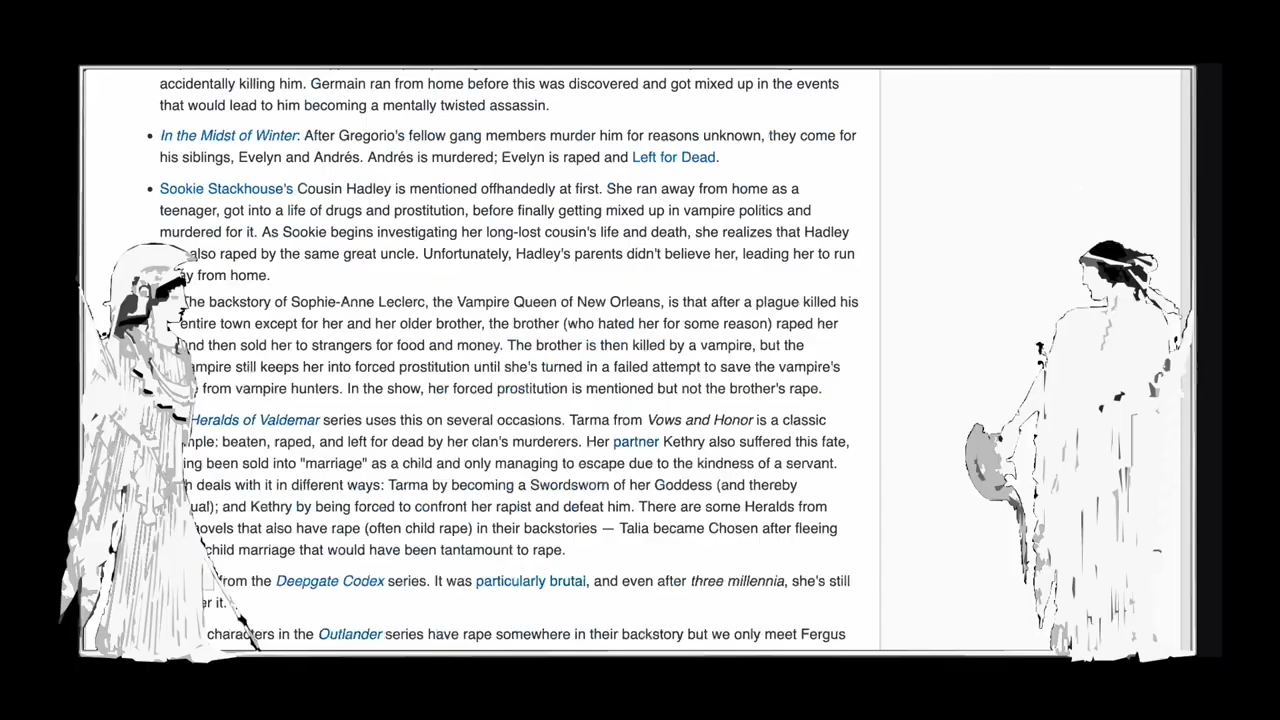 accidentally killing him. Germain ran from home before this was discovered and got mixed up in the events
that would lead to him becoming a mentally twisted assassin.
• In the Midst of Winter: After Gregorio's fellow gang members murder him for reasons unknown, they come for
his siblings, Evelyn and Andrés. Andrés is murdered; Evelyn is raped and Left for Dead.
• Sookie Stackhouse's Cousin Hadley is mentioned offhandedly at first. She ran away from home as a
teenager, got into a life of drugs and prostitution, before finally getting mixed up in vampire politics and
murdered for it. As Sookie begins investigating her long-lost cousin's life and death, she realizes that Hadley
also raped by the same great uncle. Unfortunately, Hadley's parents didn't believe her, leading her to run
from home.
The backstory of Sophie-Anne Leclerc, the Vampire Queen of New Orleans, is that after a plague killed his
entire town except for her and her older brother, the brother (who hated her for some reason) raped her
and then sold her to strangers for food and money. The brother is then killed by a vampire, but the
vampire still keeps her into forced prostitution until she's turned in a failed attempt to save the vampire's
from vampire hunters. In the show, her forced prostitution is mentioned but not the brother's rape.
Heralds of Valdemar series uses this on several occasions. Tarma from Vows and Honor is a classic
beaten, raped, and left for dead by her clan's murderers. Her partner Kethry also suffered this fate,
been sold into "marriage" as a child and only managing to escape due to the kindness of a servant.
deals with it in different ways: Tarma by becoming a Swordsworn of her Goddess (and thereby
and Kethry by being forced to confront her rapist and defeat him. There are some Heralds from
novels that also have rape (often child rape) in their backstories — Talia became Chosen after fleeing
child marriage that would have been tantamount to rape.
from the Deepgate Codex series. It was particularly brutal, and even after three millennia, she's still
it.
characters in the Outlander series have rape somewhere in their backstory but we only meet Fergus